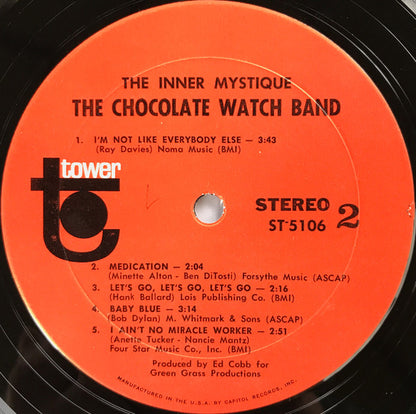 THE INNER MYSTIQUE
THE CHOCOLATE WATCH BAND
1. I'M NOT LIKE EVERYBODY ELSE — 3:43
(Ray Davies) Noma Music (BMI)
tower
t
STEREO 2
ST-5106
2. MEDICATION — 2:04
(Minette Alton - Ben DiTosti) Forsythe Music (ASCAP)
3. LET'S GO, LET'S GO, LET'S GO — 2:16
(Hank Ballard) Lois Publishing Co. (BMI)
4. BABY BLUE — 3:14
(Bob Dylan) M. Whitmark & Sons (ASCAP)
5. I AIN'T NO MIRACLE WORKER — 2:51
(Anette Tucker - Nancie Mantz)
Four Star Music Co., Inc. (BMI)
Produced by Ed Cobb for
Green Grass Productions
MANUFACTURED IN THE U.S.A. BY CAPITOL RECORDS, INC.